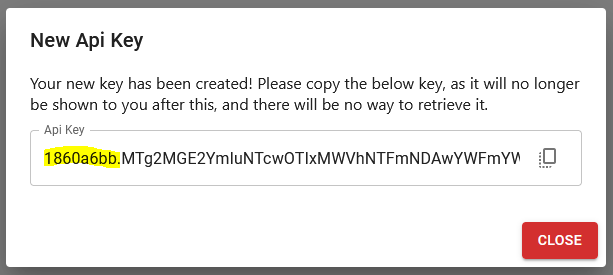 New Api Key
Your new key has been created! Please copy the below key, as it will no longer
be shown to you after this, and there will be no way to retrieve it.
Api Key
1860a6bb.MTg2MGE2YmIuNTcwOTIxMWVhNTFmNDAwYWFmYW
CLOSE